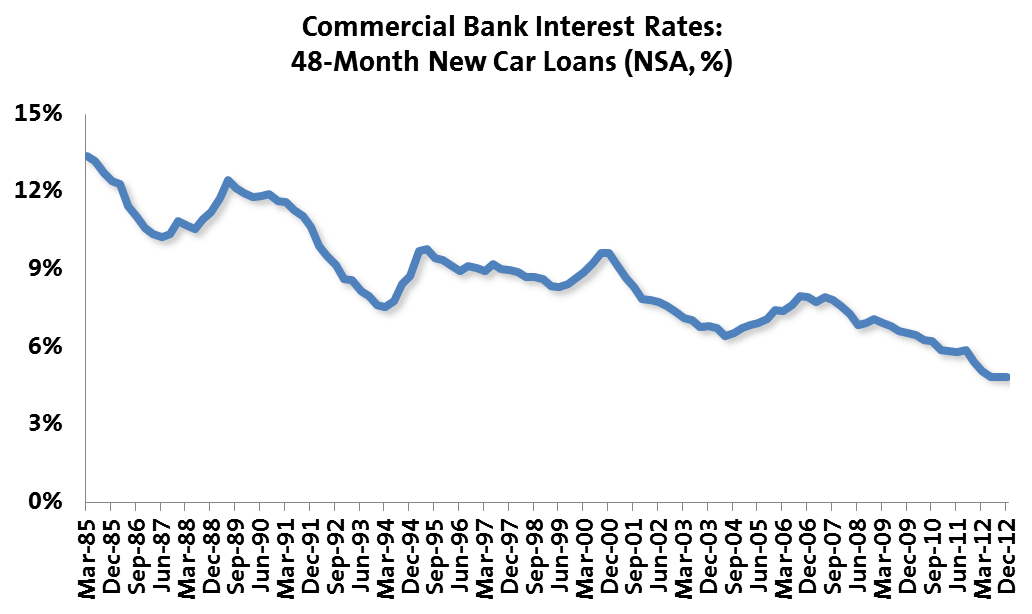 Commercial Bank Interest Rates:
48-Month New Car Loans (NSA, %)
15%
12%
9%
6%
3%
0%
Mar-85
Dec-85
Sep-86
Jun-87
Mar-88
Dec-88
Sep-89
Jun-90
Mar-91
Dec-91
Sep-92
Jun-93
Mar-94
Dec-94
Sep-95
Jun-96
Mar-97
Dec-97
Sep-98
Jun-99
Mar-00
Dec-00
Sep-01
Jun-02
Mar-03
Dec-03
Sep-04
Jun-05
Mar-06
Dec-06
Sep-07
Jun-08
Mar-09
Dec-09
Sep-10
Jun-11
Mar-12
Dec-12